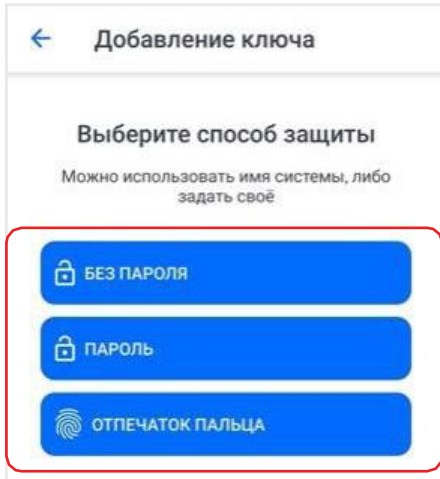 Добавление ключа
Выберите способ защиты
Можно использовать имя системы, либо
задать своё
БЕЗ ПАРОЛЯ
ПАРОЛЬ
ОТПЕЧАТОК ПАЛЬЦА